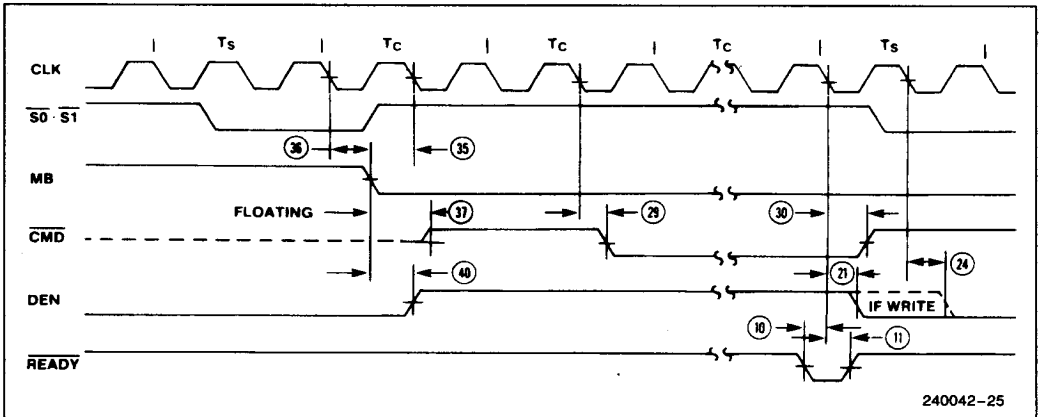 TS TC TC TC TS
CLK
S0 · S1
36 35
MB
FLOATING 37 29 30
CMD
40 21 24
DEN
IF WRITE
10 11
READY
240042-25